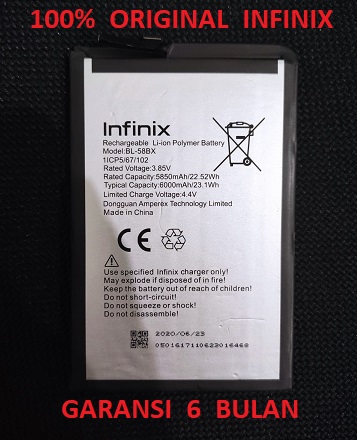 100% ORIGINAL INFINIX
Infinix
Rechargeable Li-ion Polymer Battery
Model: BL-58BX
1ICP5/67/102
Rated Voltage:3.85V
Rated Capacity:5850mAh/22.52Wh
Typical Capacity:6000mAh/23.1Wh
Limited Charge Voltage:4.4V
Dongguan Amperex Technology Limited
Made in China
CE
Use specified Infinix charger only!
May explode if disposed of in fire!
Keep the battery from children!
Do not short-circuit!
Do not squeeze or shock!
Do not disassemble!
2020/06/23
0501617110623016468
GARANSI 6 BULAN